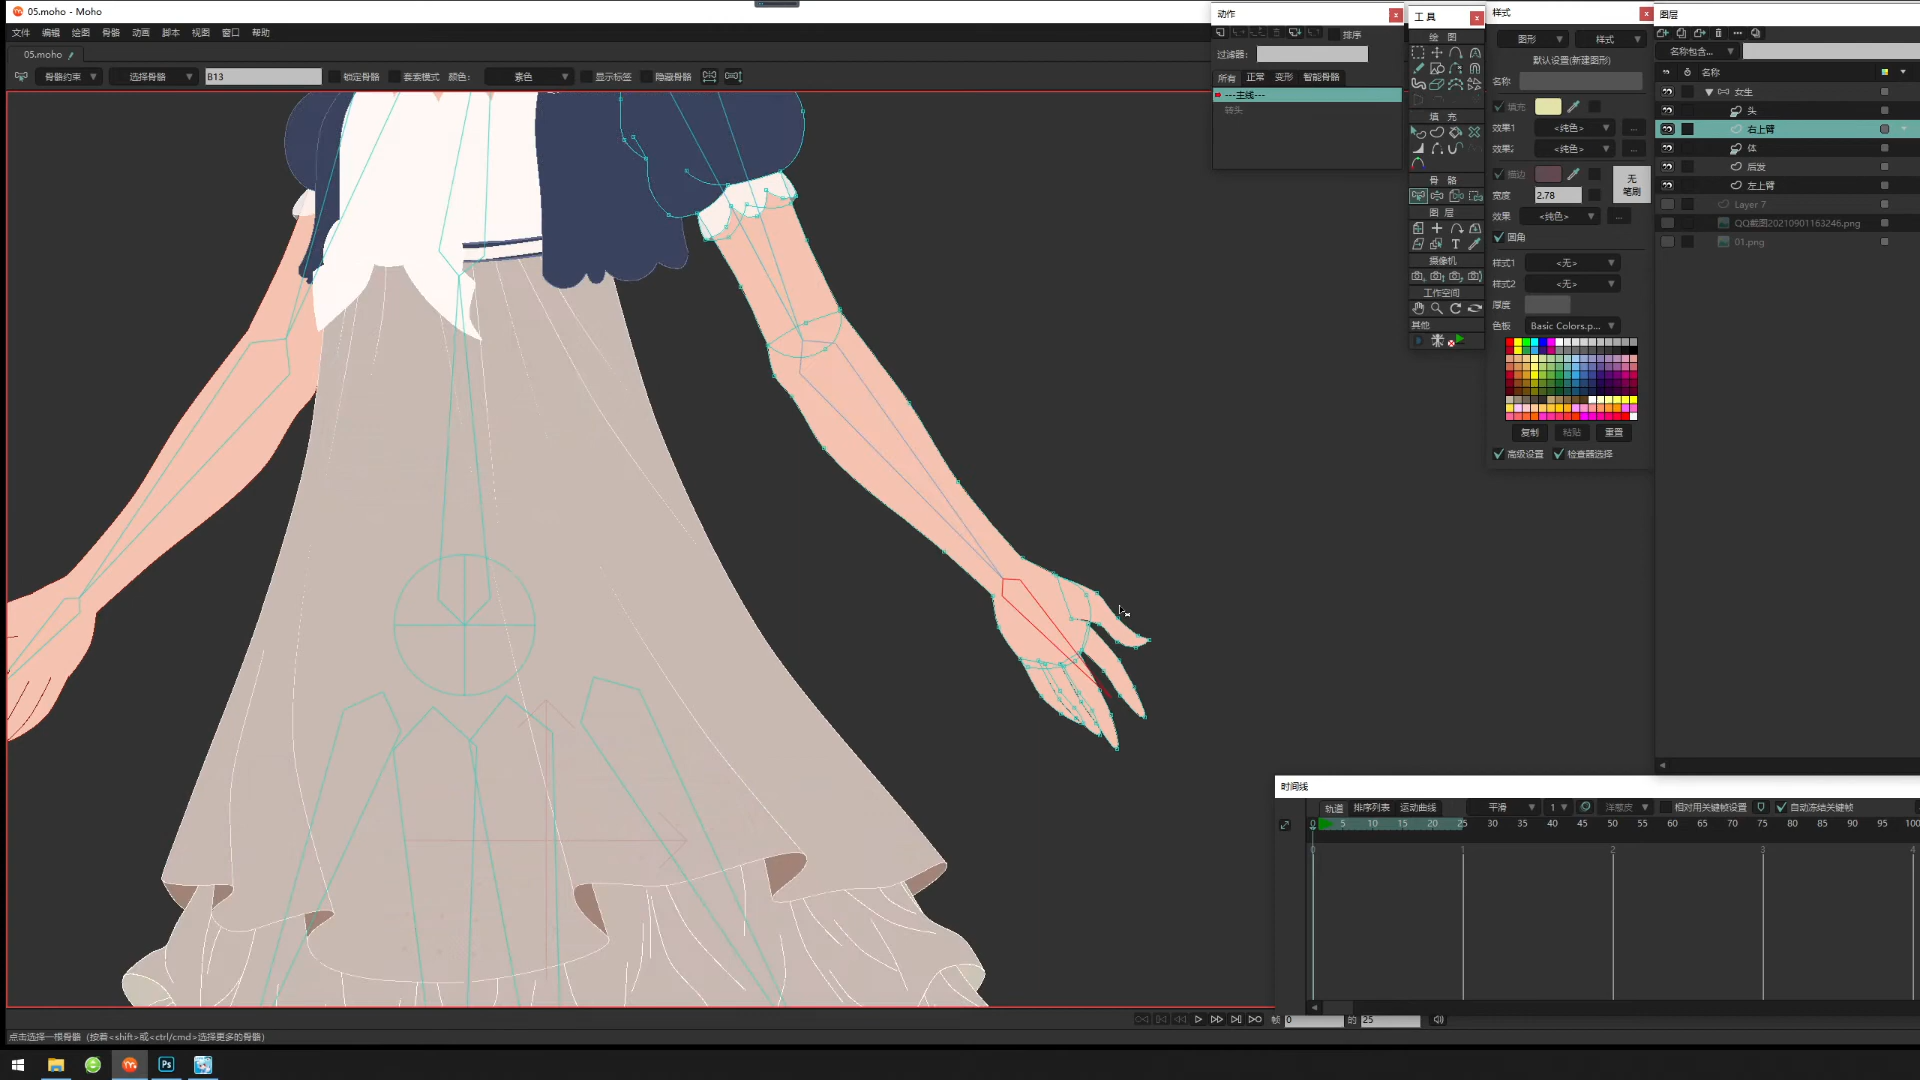 05.moho - Moho
文件 编辑 绘图 骨骼 动画 脚本 视图 窗口 帮助
05.moho
骨骼约束 选择骨骼 B13 锁定骨骼 套索模式 颜色: 素色 显示标签 隐藏骨骼
动作
排序
过滤器:
所有 正常 变形 智能骨骼
---主线---
转头
工具
绘 图
填 充
骨 骼
图 层
摄像机
工作空间
其他
样式
图形 样式
默认设置(新建图形)
名称
填充
效果1 <纯色> ...
效果2 <纯色> ...
描边 无笔刷
宽度 2.78
效果 <纯色> ...
圆角
样式1 <无>
样式2 <无>
厚度
色板 Basic Colors.p...
复制 粘贴 重置
高级设置 检查器选择
图层
名称包含...
名称
女生
头
右上臂
体
后发
左上臂
Layer 7
QQ截图20210901163246.png
01.png
时间线
轨道 排序列表 运动曲线 平滑 1 洋葱皮 相对用关键帧设置 自动冻结关键帧
0 5 10 15 20 25 30 35 40 45 50 55 60 65 70 75 80 85 90 95 100
0 1 2 3 4
帧 0 的 25
点击选择一根骨骼 (按着<shift>或<ctrl/cmd>选择更多的骨骼)
Ps